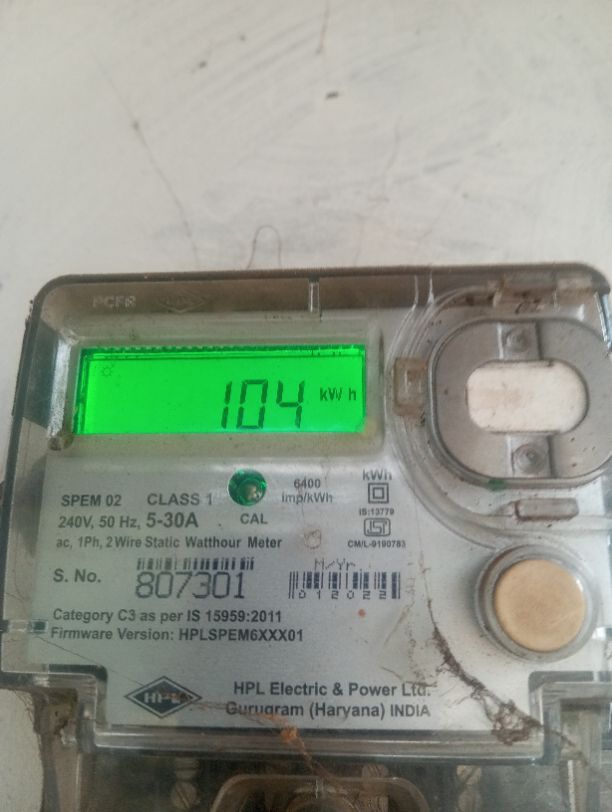 104 kWh
SPEM 02 CLASS 1
6400
imp/kWh
kWh
IS:13779
240V, 50 Hz, 5-30A
CAL
CM/L-9190783
ac, 1Ph, 2 Wire Static Watthour Meter
M/Yr.
S. No. 807301
012022
Category C3 as per IS 15959:2011
Firmware Version: HPLSPEM6XXX01
HPL
HPL Electric & Power Ltd.
Gurugram (Haryana) INDIA